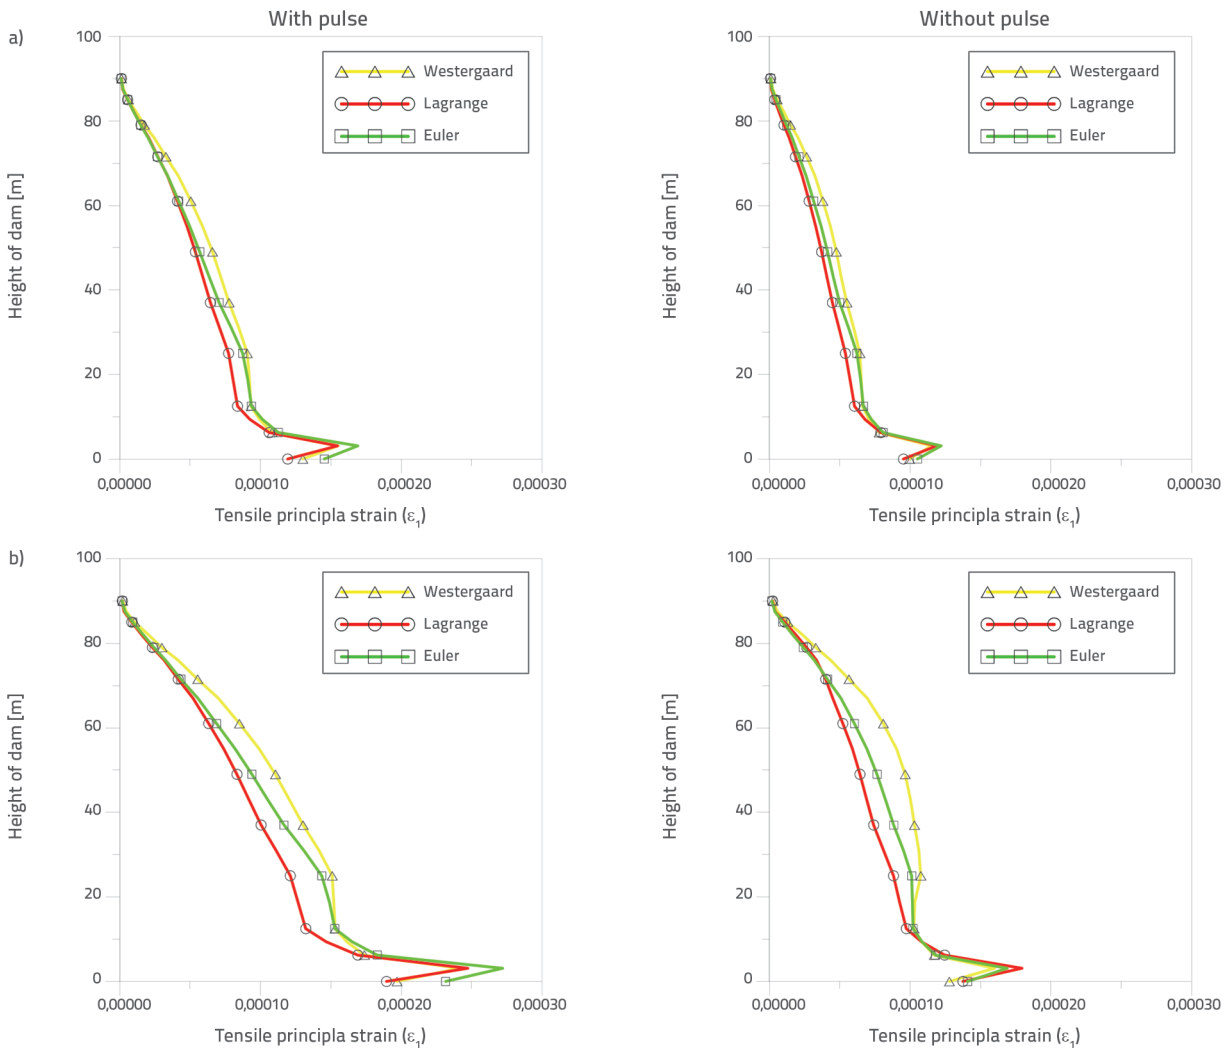 With pulse
Without pulse
a)
100
80
60
40
20
0
Height of dam [m]
Westergaard
Lagrange
Euler
0,00000
0,00010
0,00020
0,00030
Tensile principla strain (ε₁)
100
80
60
40
20
0
Height of dam [m]
Westergaard
Lagrange
Euler
0,00000
0,00010
0,00020
0,00030
Tensile principla strain (ε₁)
b)
100
80
60
40
20
0
Height of dam [m]
Westergaard
Lagrange
Euler
0,00000
0,00010
0,00020
0,00030
Tensile principla strain (ε₁)
100
80
60
40
20
0
Height of dam [m]
Westergaard
Lagrange
Euler
0,00000
0,00010
0,00020
0,00030
Tensile principla strain (ε₁)